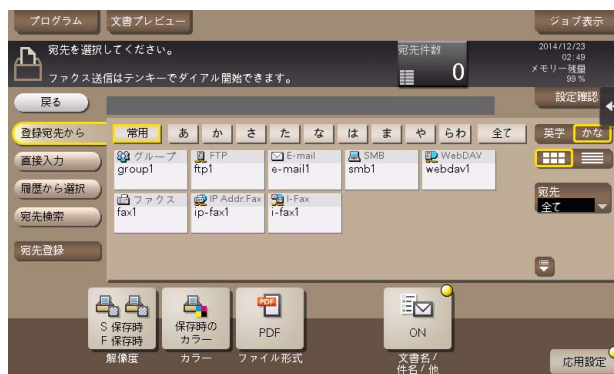 プログラム
文書プレビュー
ジョブ表示
宛先を選択してください。
ファクス送信はテンキーでダイアル開始できます。
宛先件数
0
2014/12/23
02:49
メモリー残量
99 %
戻る
設定確認
登録宛先から
常用 あ か さ た な は ま や らわ 全て
英字 かな
直接入力
履歴から選択
宛先検索
宛先登録
グループ
group1
FTP
ftp1
E-mail
e-mail1
SMB
smb1
WebDAV
webdav1
ファクス
fax1
IP Addr.Fax
ip-fax1
I-Fax
i-fax1
宛先
全て
S 保存時
F 保存時
解像度
保存時の
カラー
カラー
PDF
PDF
ファイル形式
ON
文書名/
件名/他
応用設定